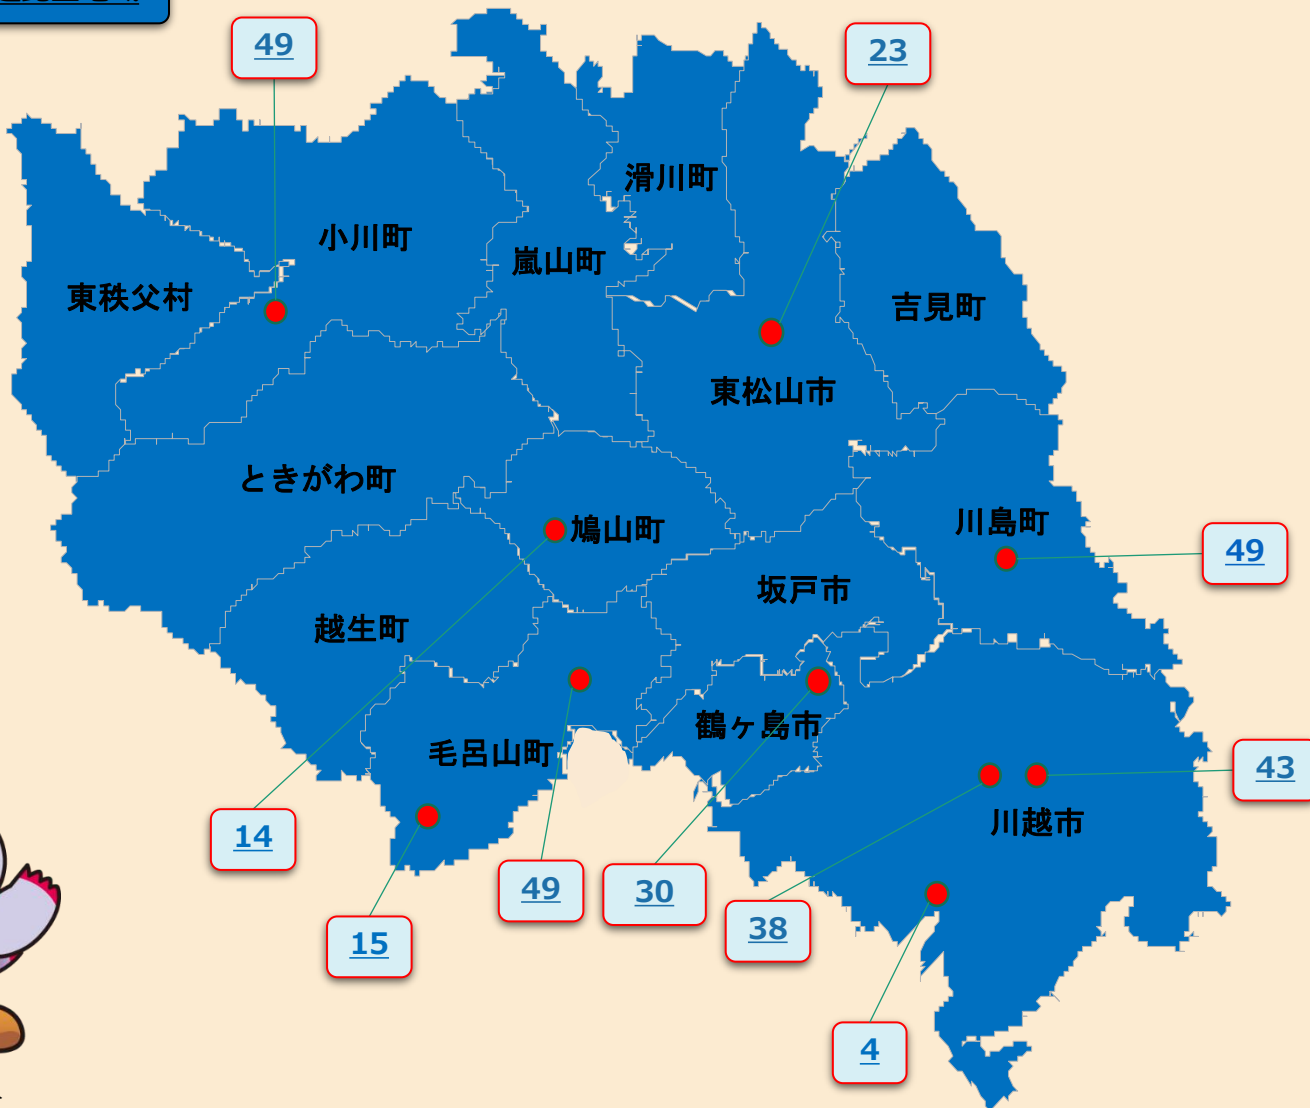 49
23
滑川町
小川町
嵐山町
東秩父村
吉見町
東松山市
ときがわ町
川島町
鳩山町
49
坂戸市
越生町
鶴ヶ島市
毛呂山町
43
川越市
14
49
30
38
15
4